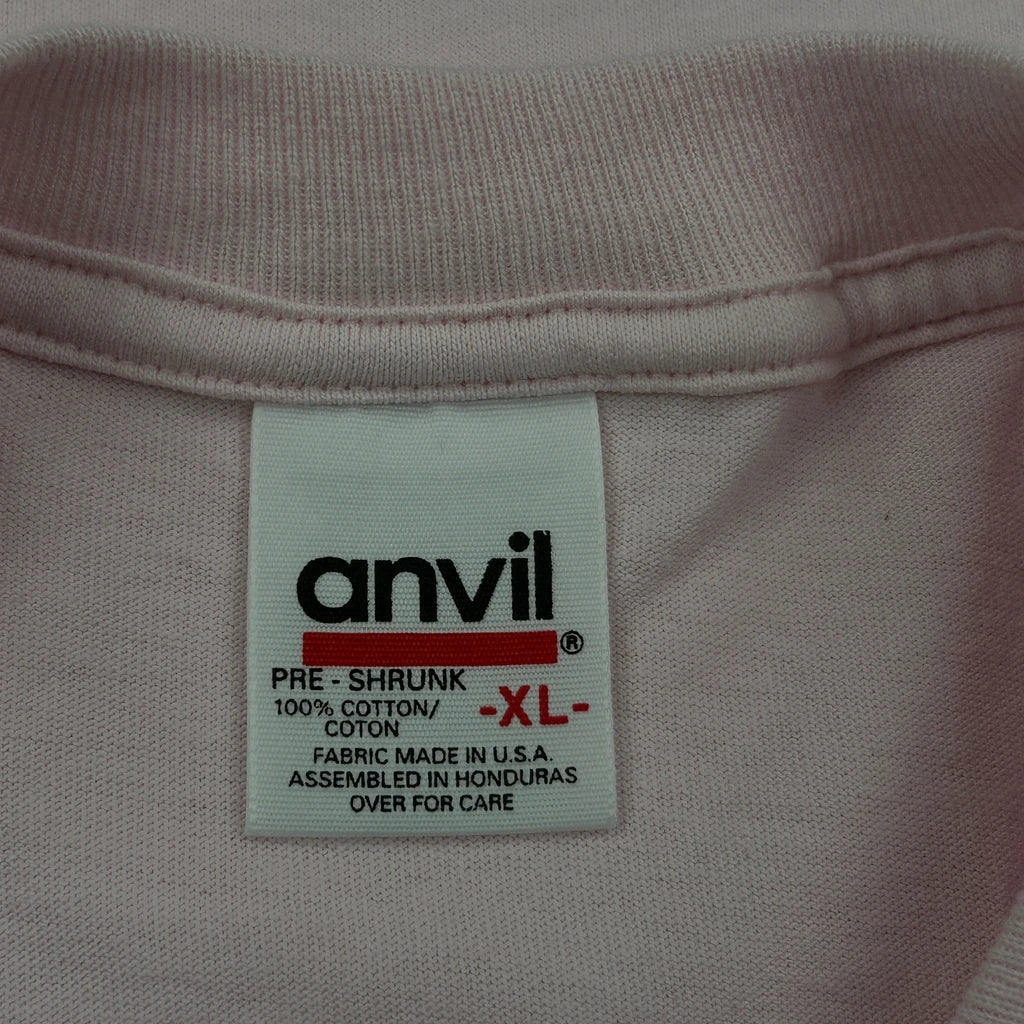 anvil®
PRE - SHRUNK
100% COTTON/
COTON
-XL-
FABRIC MADE IN U.S.A.
ASSEMBLED IN HONDURAS
OVER FOR CARE